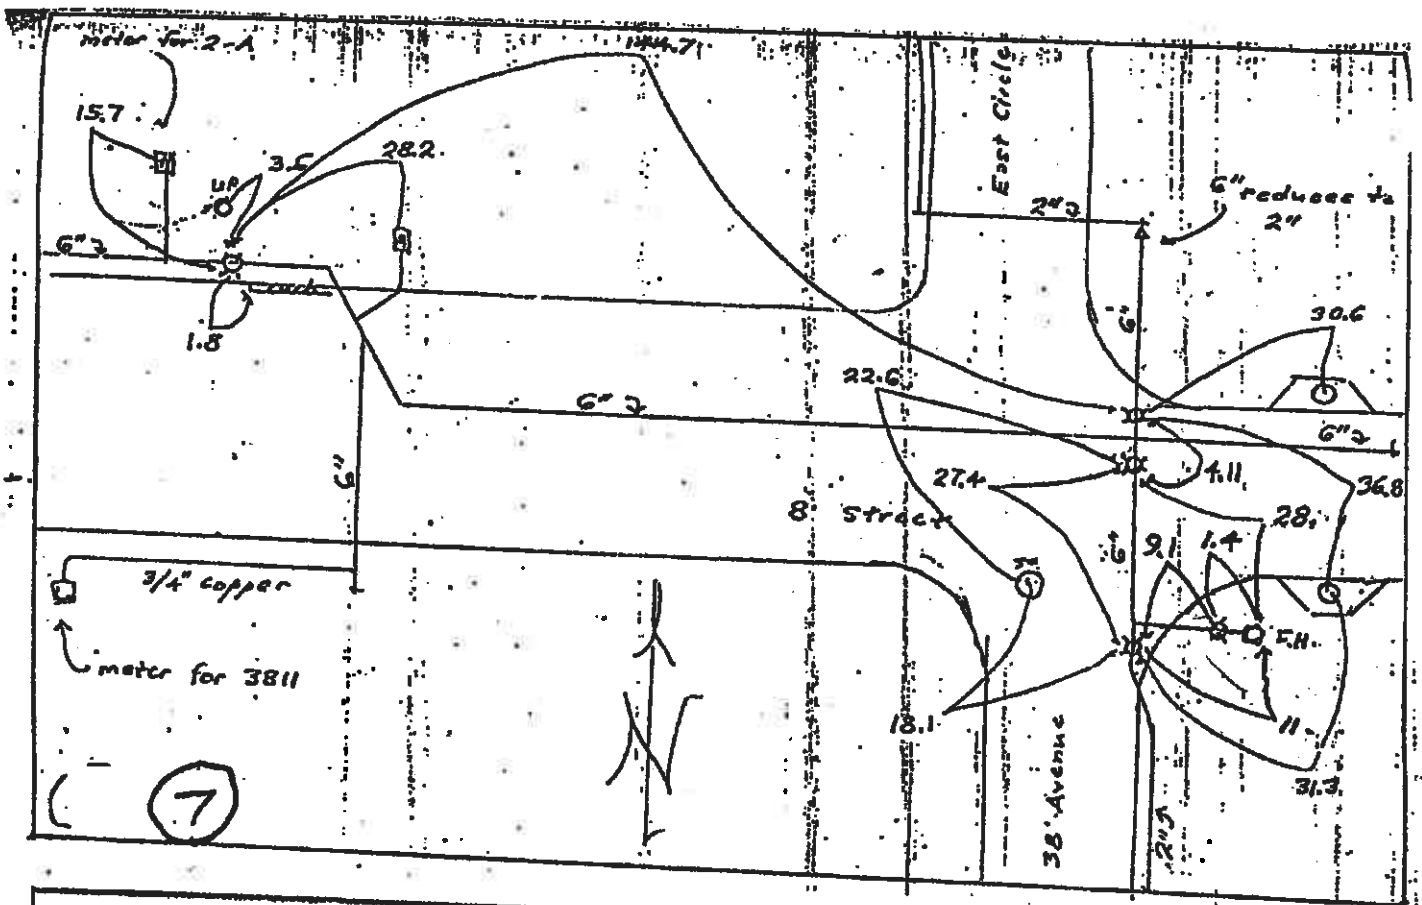 meter for 2-A
144.7
East Circle
15.7
3.5
28.2
UP
6" reduces to
2"
2"
6"
6"
1.8
30.6
22.6
6"
6"
6"
27.4
4.11
36.8
8 Street
28.
6"
9.1
1.4
3/4" copper
F.H.
meter for 3811
18.1
11
38 Avenue
31.3
2"
7
N